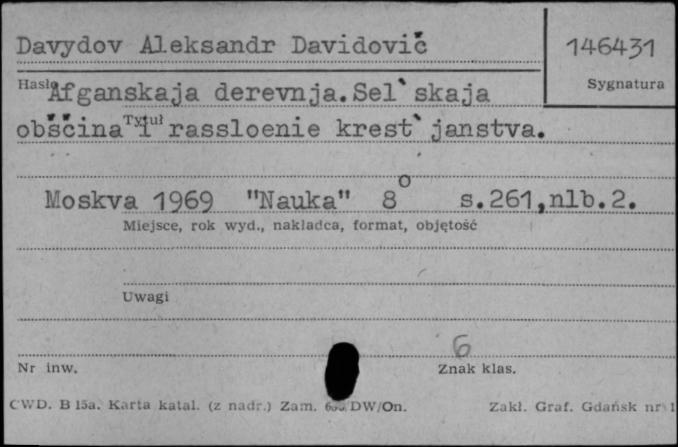 Davydov Aleksandr Davidovič
146431
Hasło
Sygnatura
Afganskaja derevnja. Sel`skaja
obščina i rassloenie krest`janstva.
Tytuł
Moskva 1969 "Nauka" 8° s.261,nlb.2.
Miejsce, rok wyd., nakładca, format, objętość
Uwagi
6
Nr inw.
Znak klas.
CWD. B 15a. Karta katal. (z nadr.) Zam. DW/On.
Zakł. Graf. Gdańsk nr 1